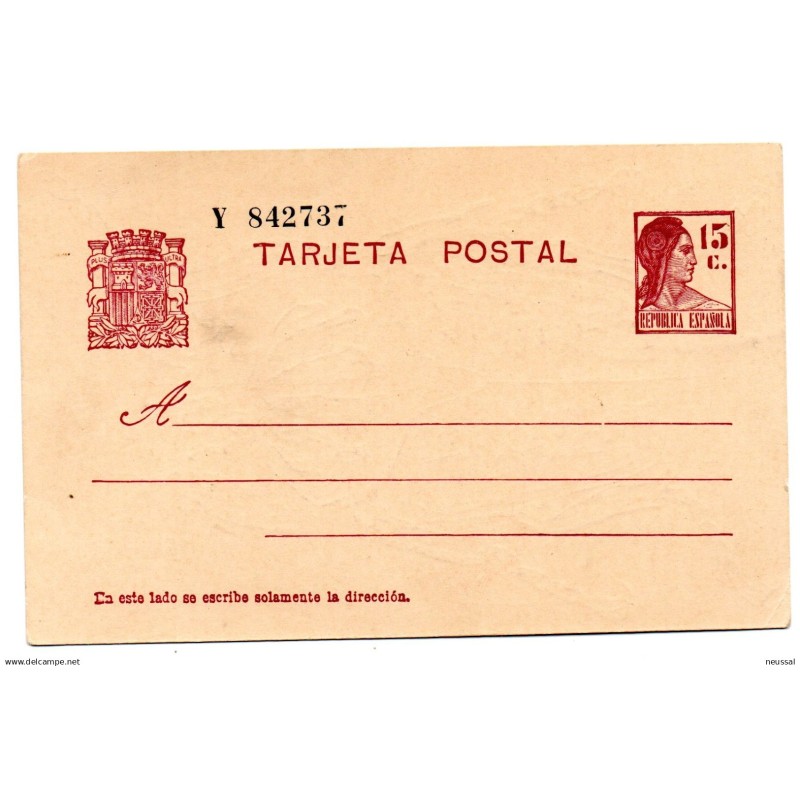 Y 842737
TARJETA POSTAL
PLUS ULTRA
15
C.
REPUBLICA ESPAÑOLA
A
En este lado se escribe solamente la dirección.
www.delcampe.net
neussal